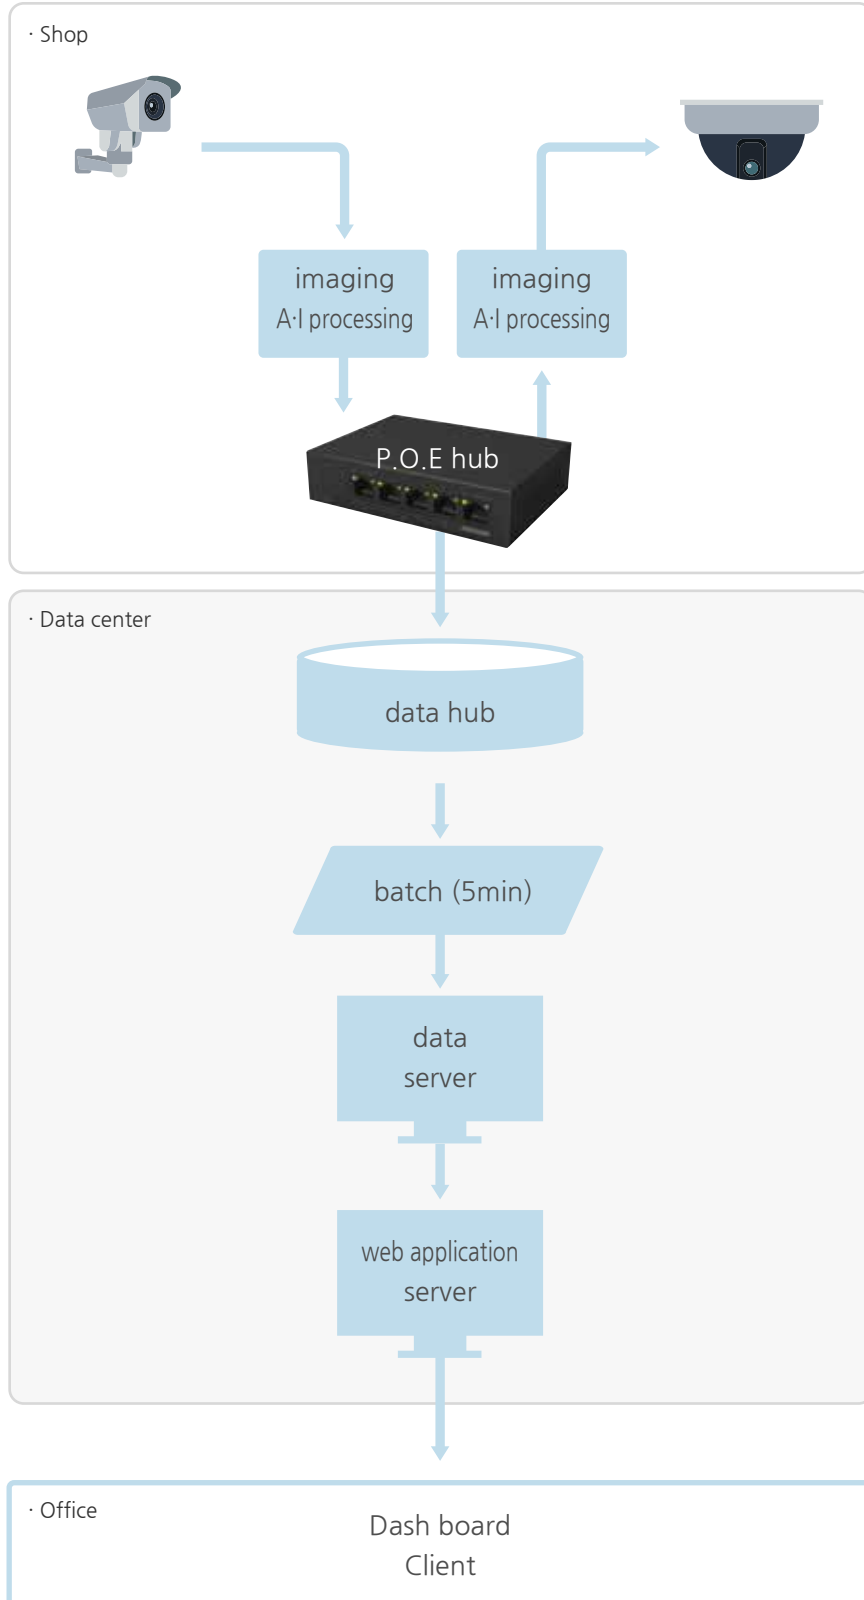 · Shop
imaging
A·I processing
imaging
A·I processing
P.O.E hub
· Data center
data hub
batch (5min)
data
server
web application
server
· Office
Dash board
Client